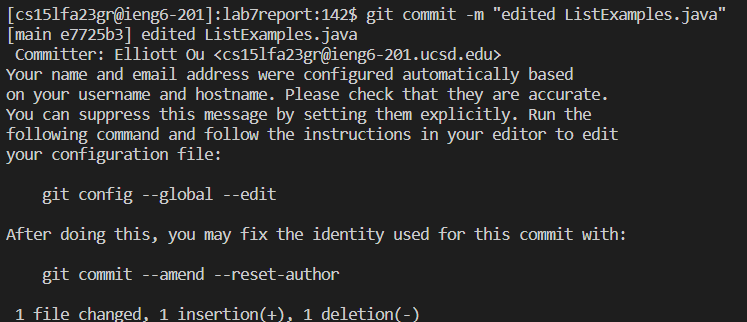 [cs15lfa23gr@ieng6-201]:lab7report:142$ git commit -m "edited ListExamples.java"
[main e7725b3] edited ListExamples.java
 Committer: Elliott Ou <cs15lfa23gr@ieng6-201.ucsd.edu>
Your name and email address were configured automatically based
on your username and hostname. Please check that they are accurate.
You can suppress this message by setting them explicitly. Run the
following command and follow the instructions in your editor to edit
your configuration file:

    git config --global --edit

After doing this, you may fix the identity used for this commit with:

    git commit --amend --reset-author

 1 file changed, 1 insertion(+), 1 deletion(-)